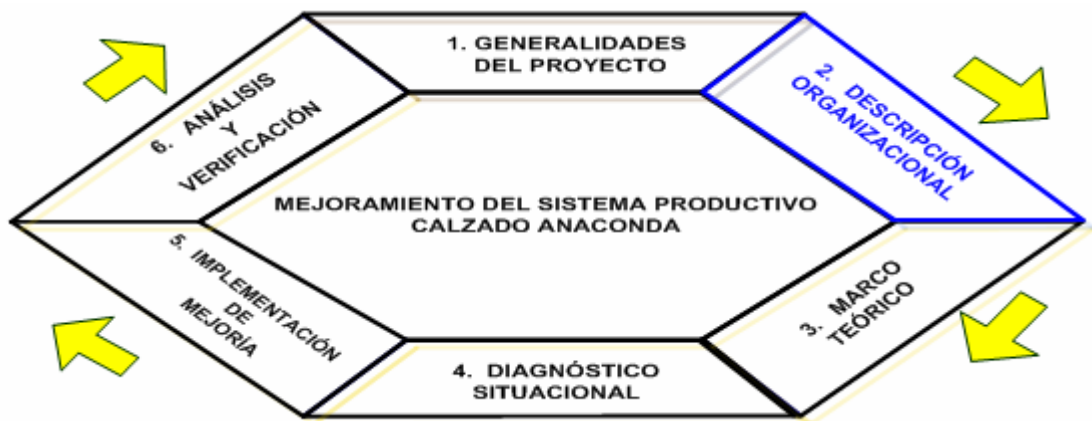 1. GENERALIDADES
DEL PROYECTO
2. DESCRIPCIÓN
ORGANIZACIONAL
3. MARCO
TEÓRICO
4. DIAGNÓSTICO
SITUACIONAL
5. IMPLEMENTACIÓN
DE
MEJORÍA
6. ANÁLISIS
Y
VERIFICACIÓN
MEJORAMIENTO DEL SISTEMA PRODUCTIVO
CALZADO ANACONDA